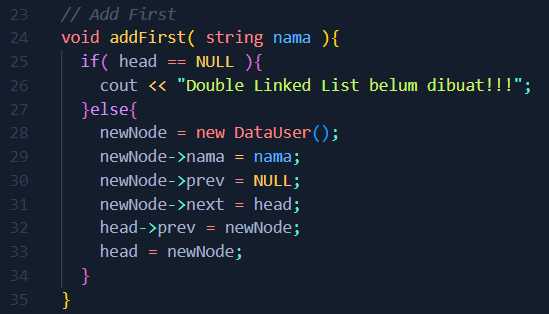 23 // Add First
24 void addFirst( string nama ){
25 if( head == NULL ){
26 cout << "Double Linked List belum dibuat!!!";
27 }else{
28 newNode = new DataUser();
29 newNode->nama = nama;
30 newNode->prev = NULL;
31 newNode->next = head;
32 head->prev = newNode;
33 head = newNode;
34 }
35 }